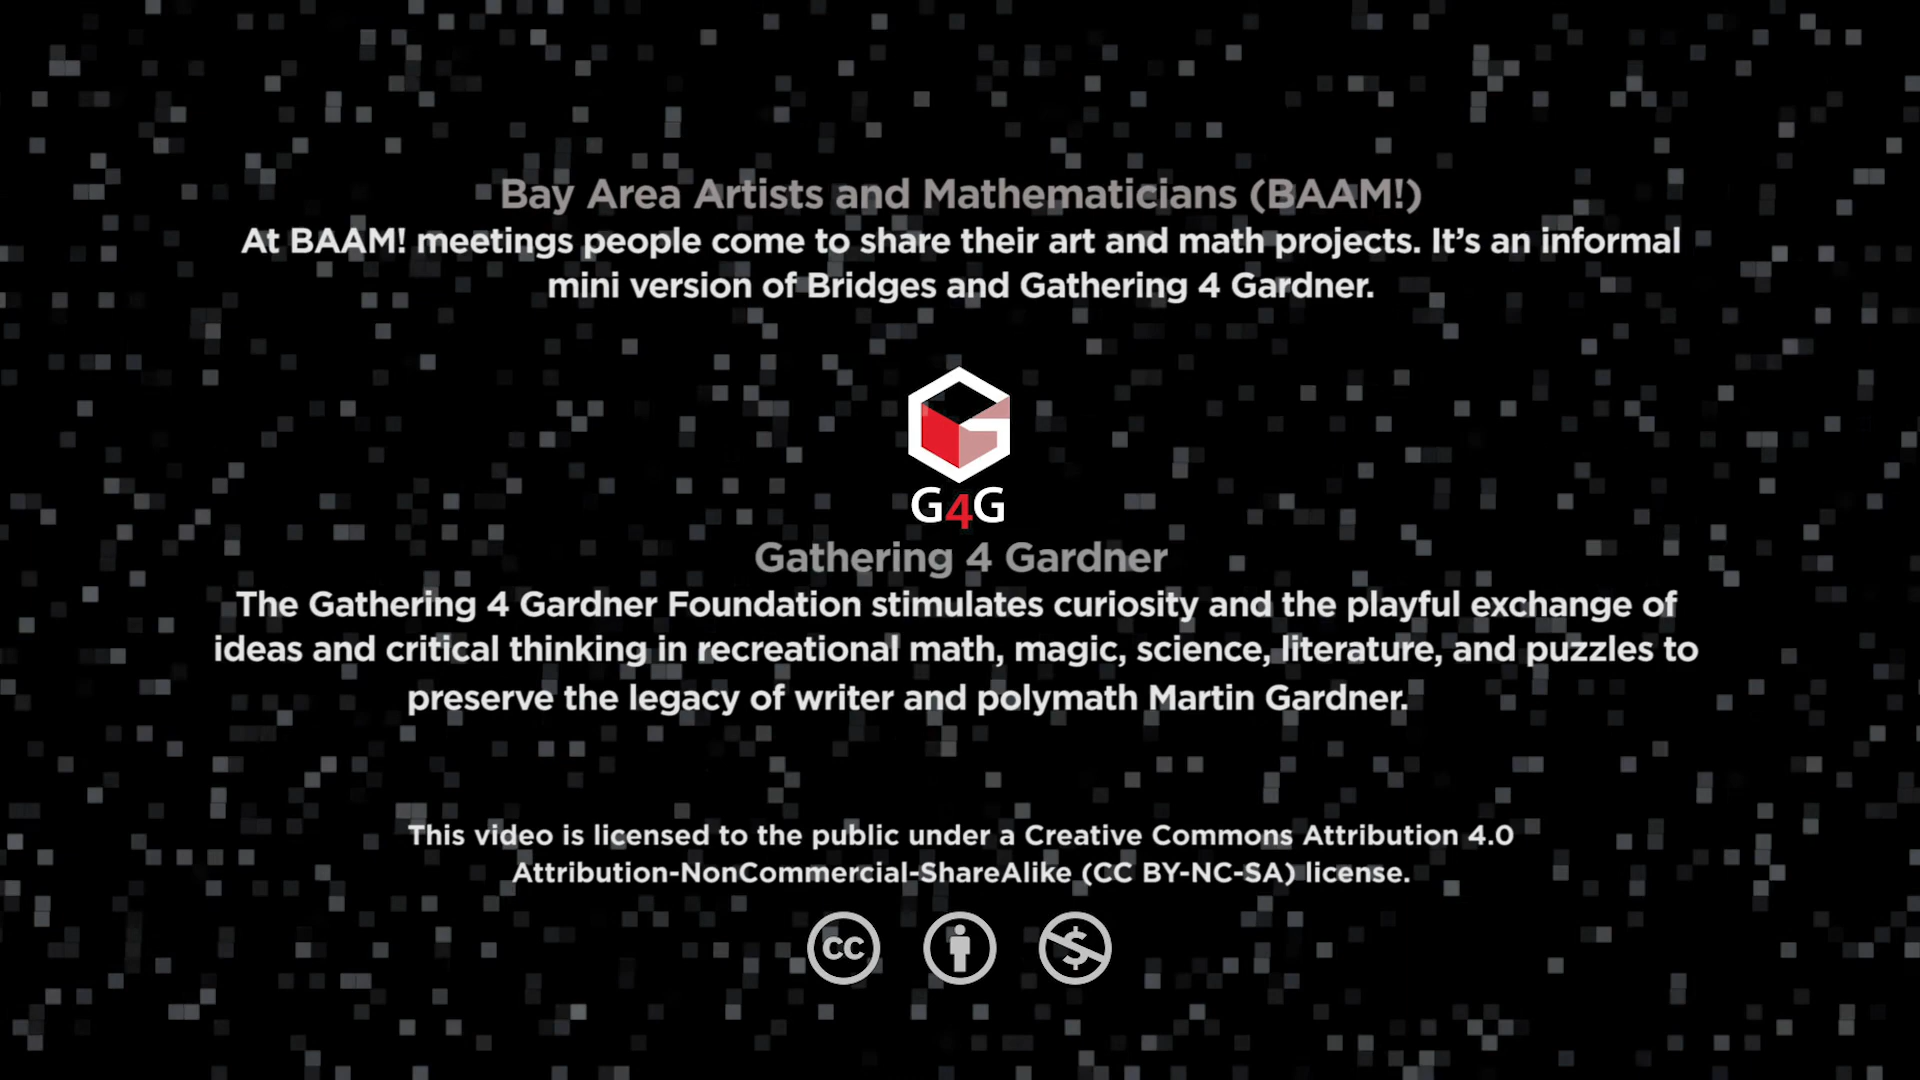 Bay Area Artists and Mathematicians (BAAM!)
At BAAM! meetings people come to share their art and math projects. It’s an informal
mini version of Bridges and Gathering 4 Gardner.
G4G
Gathering 4 Gardner
The Gathering 4 Gardner Foundation stimulates curiosity and the playful exchange of
ideas and critical thinking in recreational math, magic, science, literature, and puzzles to
preserve the legacy of writer and polymath Martin Gardner.
This video is licensed to the public under a Creative Commons Attribution 4.0
Attribution-NonCommercial-ShareAlike (CC BY-NC-SA) license.
CC